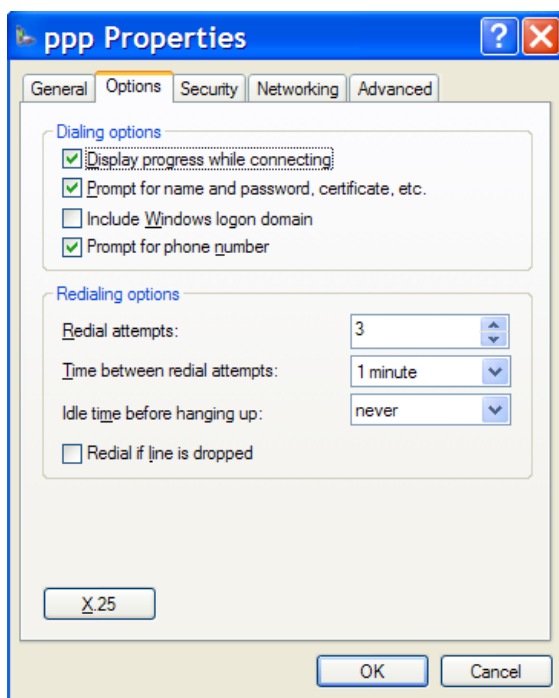 ppp Properties
?
General Options Security Networking Advanced
Dialing options
Display progress while connecting
Prompt for name and password, certificate, etc.
Include Windows logon domain
Prompt for phone number
Redialing options
Redial attempts: 3
Time between redial attempts: 1 minute
Idle time before hanging up: never
Redial if line is dropped
X.25
OK Cancel